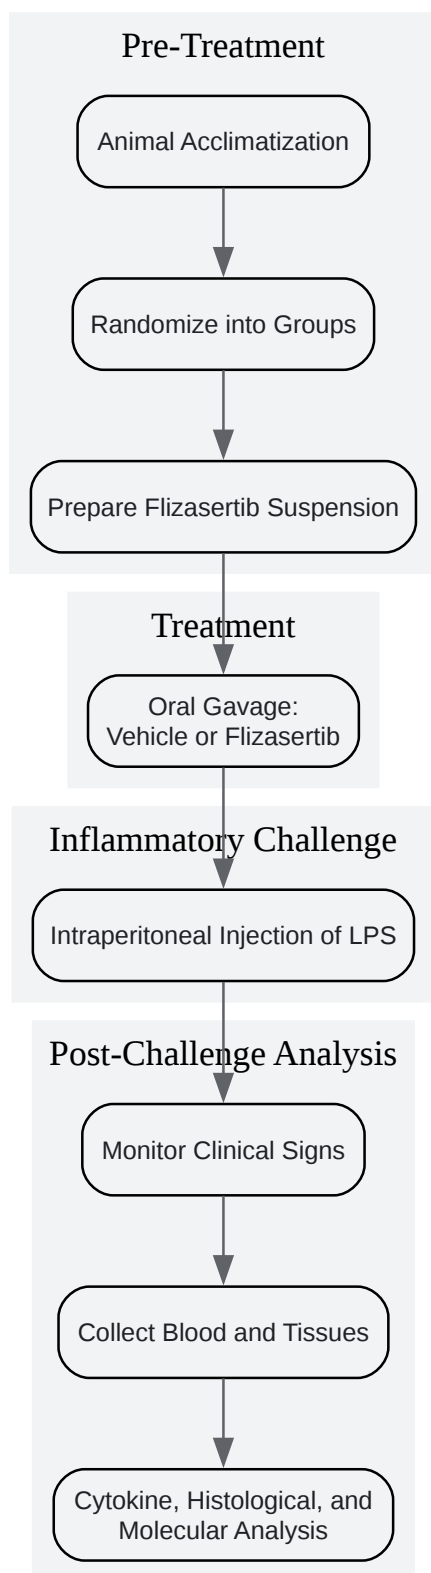 Pre-Treatment
Animal Acclimatization
Randomize into Groups
Prepare Flizasertib Suspension
Treatment
Oral Gavage:
Vehicle or Flizasertib
Inflammatory Challenge
Intraperitoneal Injection of LPS
Post-Challenge Analysis
Monitor Clinical Signs
Collect Blood and Tissues
Cytokine, Histological, and
Molecular Analysis